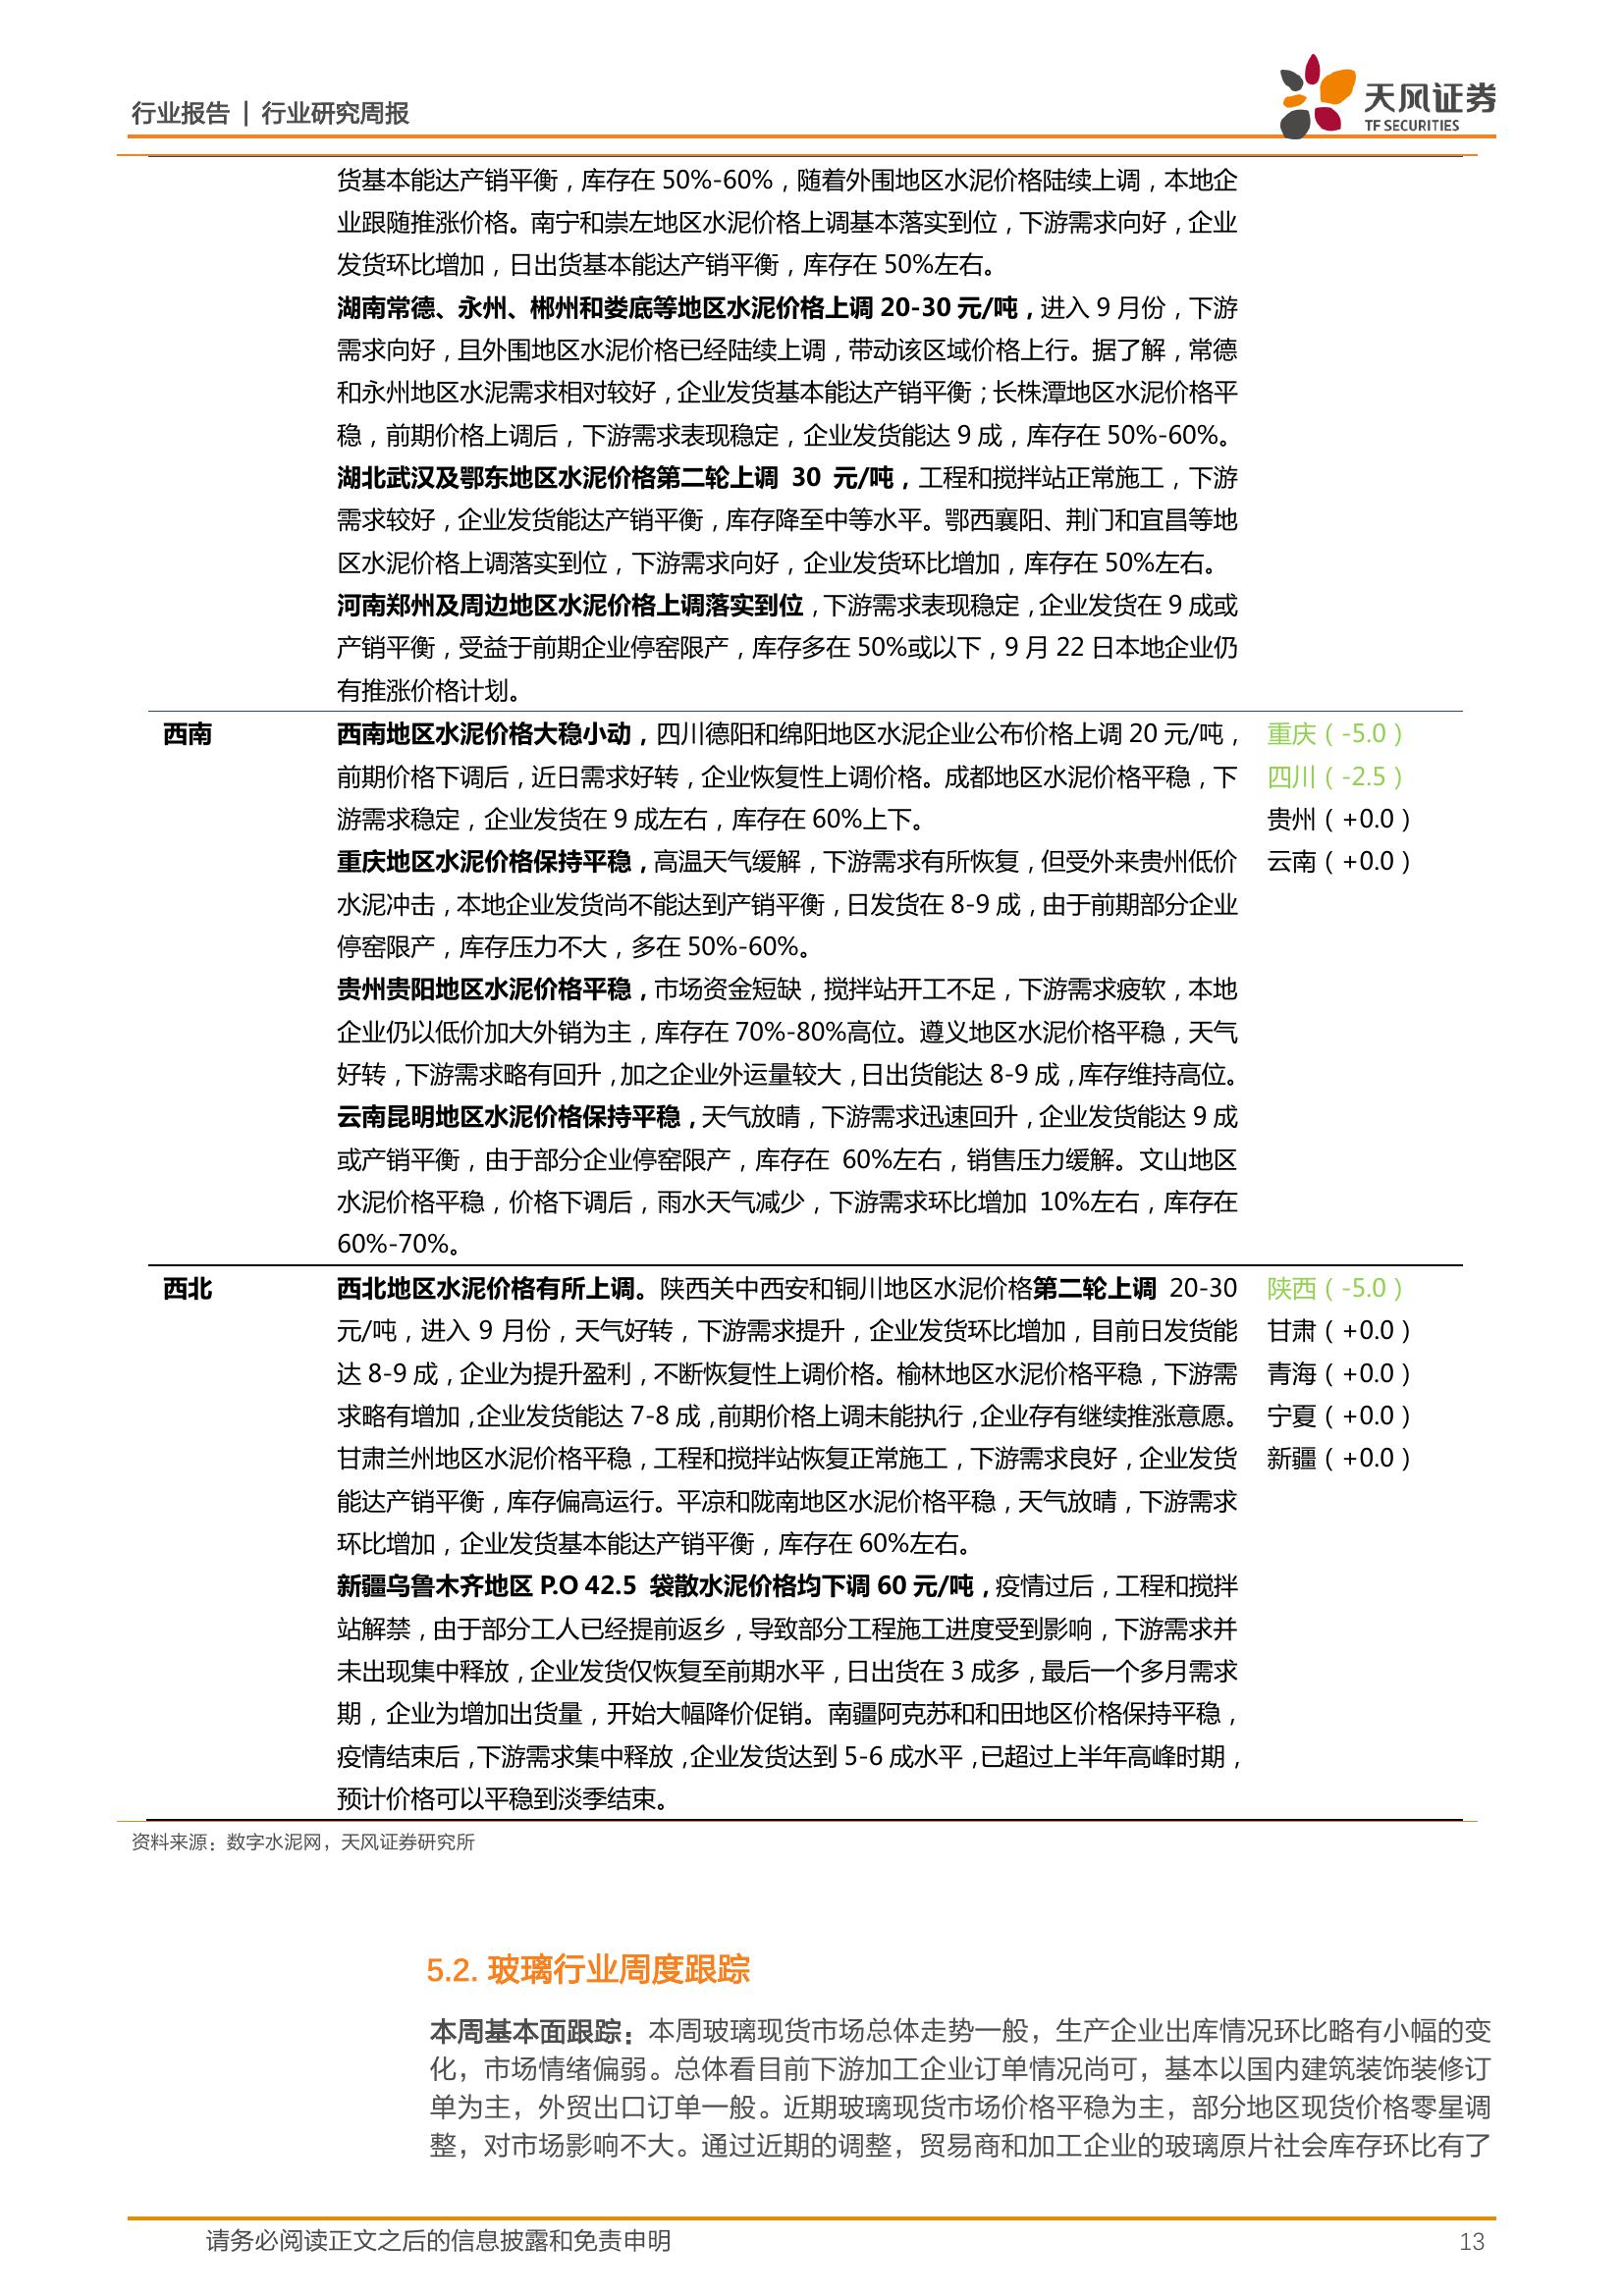 行业报告 | 行业研究周报
天风证券
TF SECURITIES
货基本能达产销平衡，库存在 50%-60%，随着外围地区水泥价格陆续上调，本地企
业跟随推涨价格。南宁和崇左地区水泥价格上调基本落实到位，下游需求向好，企业
发货环比增加，日出货基本能达产销平衡，库存在 50%左右。
湖南常德、永州、郴州和娄底等地区水泥价格上调 20-30 元/吨，进入 9 月份，下游
需求向好，且外围地区水泥价格已经陆续上调，带动该区域价格上行。据了解，常德
和永州地区水泥需求相对较好，企业发货基本能达产销平衡；长株潭地区水泥价格平
稳，前期价格上调后，下游需求表现稳定，企业发货能达 9 成，库存在 50%-60%。
湖北武汉及鄂东地区水泥价格第二轮上调 30 元/吨，工程和搅拌站正常施工，下游
需求较好，企业发货能达产销平衡，库存降至中等水平。鄂西襄阳、荆门和宜昌等地
区水泥价格上调落实到位，下游需求向好，企业发货环比增加，库存在 50%左右。
河南郑州及周边地区水泥价格上调落实到位，下游需求表现稳定，企业发货在 9 成或
产销平衡，受益于前期企业停窑限产，库存多在 50%或以下，9 月 22 日本地企业仍
有推涨价格计划。
西南
西南地区水泥价格大稳小动，四川德阳和绵阳地区水泥企业公布价格上调 20 元/吨，
前期价格下调后，近日需求好转，企业恢复性上调价格。成都地区水泥价格平稳，下
游需求稳定，企业发货在 9 成左右，库存在 60%上下。
重庆地区水泥价格保持平稳，高温天气缓解，下游需求有所恢复，但受外来贵州低价
水泥冲击，本地企业发货尚不能达到产销平衡，日发货在 8-9 成，由于前期部分企业
停窑限产，库存压力不大，多在 50%-60%。
贵州贵阳地区水泥价格平稳，市场资金短缺，搅拌站开工不足，下游需求疲软，本地
企业仍以低价加大外销为主，库存在 70%-80%高位。遵义地区水泥价格平稳，天气
好转，下游需求略有回升，加之企业外运量较大，日出货能达 8-9 成，库存维持高位。
云南昆明地区水泥价格保持平稳，天气放晴，下游需求迅速回升，企业发货能达 9 成
或产销平衡，由于部分企业停窑限产，库存在 60%左右，销售压力缓解。文山地区
水泥价格平稳，价格下调后，雨水天气减少，下游需求环比增加 10%左右，库存在
60%-70%。
重庆（-5.0）
四川（-2.5）
贵州（+0.0）
云南（+0.0）
西北
西北地区水泥价格有所上调。陕西关中西安和铜川地区水泥价格第二轮上调 20-30
元/吨，进入 9 月份，天气好转，下游需求提升，企业发货环比增加，目前日发货能
达 8-9 成，企业为提升盈利，不断恢复性上调价格。榆林地区水泥价格平稳，下游需
求略有增加，企业发货能达 7-8 成，前期价格上调未能执行，企业存有继续推涨意愿。
甘肃兰州地区水泥价格平稳，工程和搅拌站恢复正常施工，下游需求良好，企业发货
能达产销平衡，库存偏高运行。平凉和陇南地区水泥价格平稳，天气放晴，下游需求
环比增加，企业发货基本能达产销平衡，库存在 60%左右。
新疆乌鲁木齐地区 P.O 42.5 袋散水泥价格均下调 60 元/吨，疫情过后，工程和搅拌
站解禁，由于部分工人已经提前返乡，导致部分工程施工进度受到影响，下游需求并
未出现集中释放，企业发货仅恢复至前期水平，日出货在 3 成多，最后一个多月需求
期，企业为增加出货量，开始大幅降价促销。南疆阿克苏和和田地区价格保持平稳，
疫情结束后，下游需求集中释放，企业发货达到 5-6 成水平，已超过上半年高峰时期，
预计价格可以平稳到淡季结束。
陕西（-5.0）
甘肃（+0.0）
青海（+0.0）
宁夏（+0.0）
新疆（+0.0）
资料来源：数字水泥网，天风证券研究所
5.2. 玻璃行业周度跟踪
本周基本面跟踪：本周玻璃现货市场总体走势一般，生产企业出库情况环比略有小幅的变
化，市场情绪偏弱。总体看目前下游加工企业订单情况尚可，基本以国内建筑装饰装修订
单为主，外贸出口订单一般。近期玻璃现货市场价格平稳为主，部分地区现货价格零星调
整，对市场影响不大。通过近期的调整，贸易商和加工企业的玻璃原片社会库存环比有了
请务必阅读正文之后的信息披露和免责申明
13